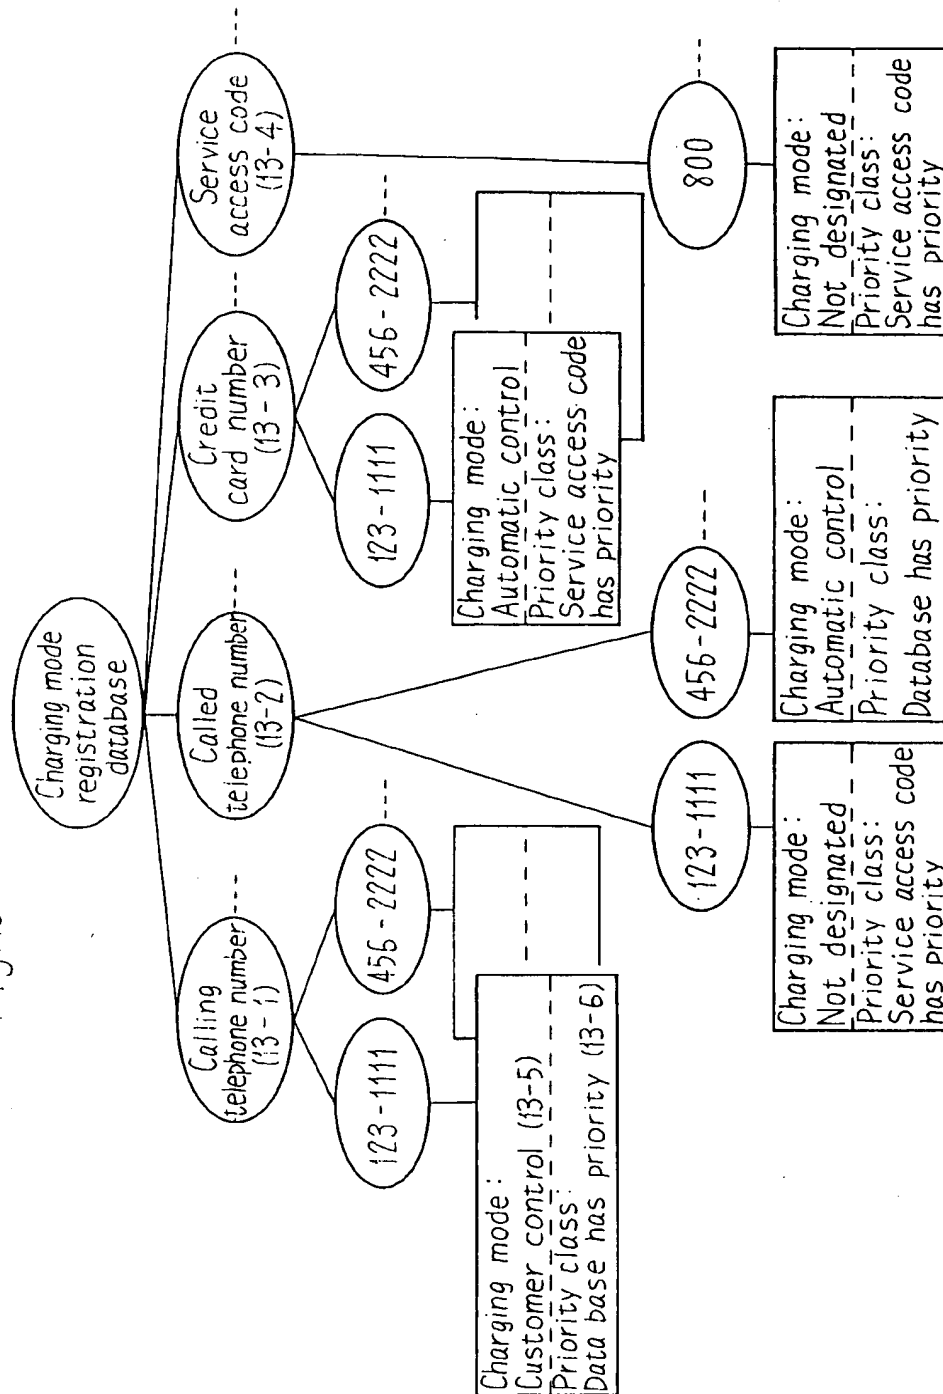 Charging mode
registration
database
Calling
telephone number
(13-1)
Called
telephone number
(13-2)
Credit
card number
(13-3)
Service
access code
(13-4)
123-1111
456-2222
123-1111
456-2222
Charging mode:
Customer control (13-5)
Priority class:
Data base has priority (13-6)
Charging mode:
Automatic control
Priority class:
Service access code
has priority
123-1111
456-2222
800
Charging mode:
Not designated
Priority class:
Service access code
has priority
Charging mode:
Automatic control
Priority class:
Database has priority
Charging mode:
Not designated
Priority class:
Service access code
has priority